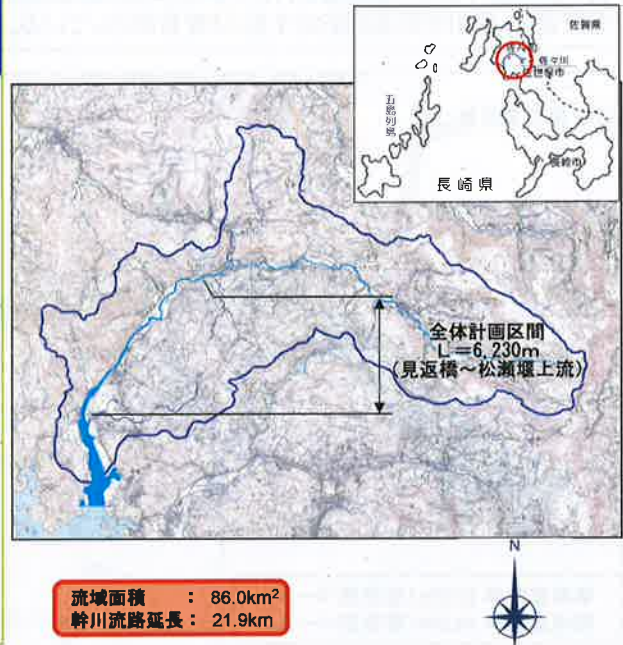 佐賀県
佐々川
佐世保市
五島列島
長崎市
長崎県
全体計画区間
L=6,230m
(見返橋~松瀬堰上流)
N
流域面積 : 86.0km²
幹川流路延長: 21.9km